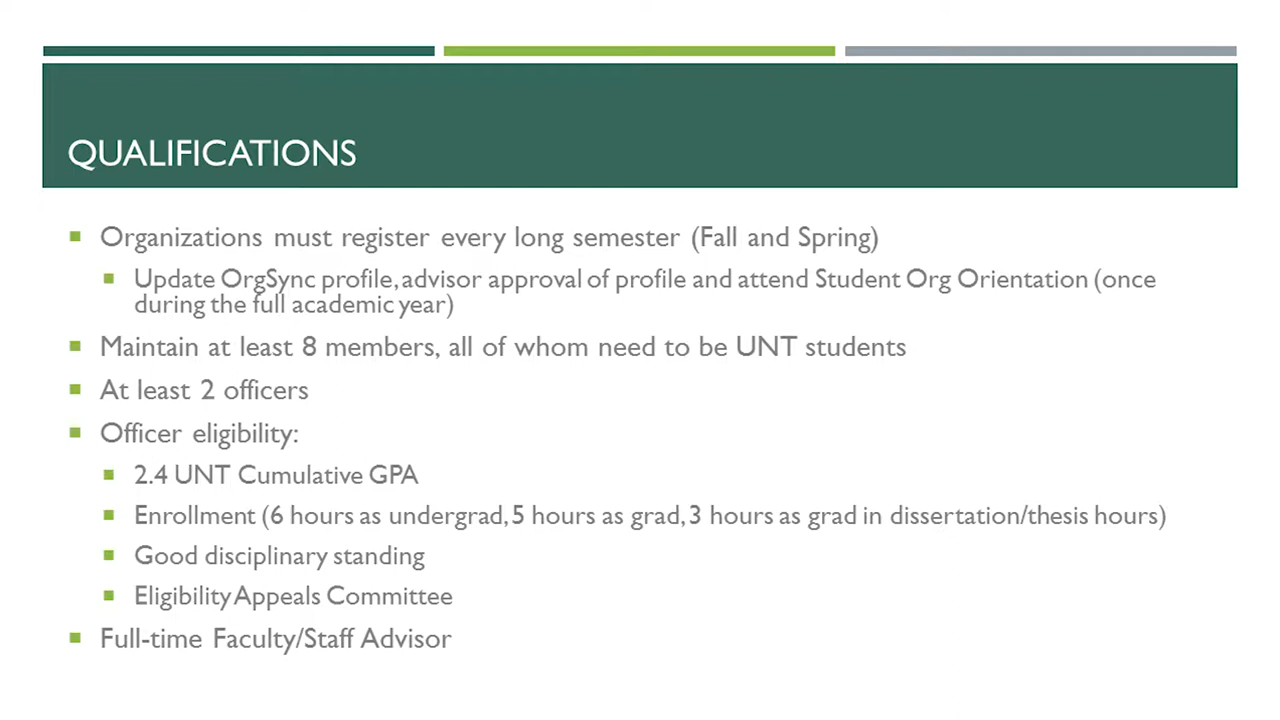 QUALIFICATIONS
Organizations must register every long semester (Fall and Spring)
Update OrgSync profile, advisor approval of profile and attend Student Org Orientation (once
during the full academic year)
Maintain at least 8 members, all of whom need to be UNT students
At least 2 officers
Officer eligibility:
2.4 UNT Cumulative GPA
Enrollment (6 hours as undergrad, 5 hours as grad, 3 hours as grad in dissertation/thesis hours)
Good disciplinary standing
Eligibility Appeals Committee
Full-time Faculty/Staff Advisor